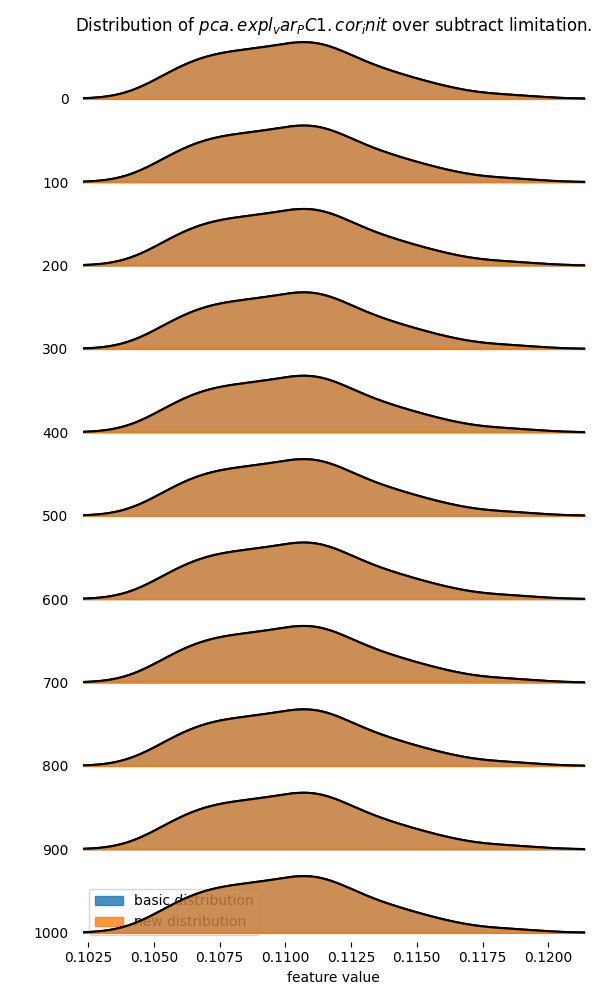 Distribution of pca.expl_var_PC1.cor_init over subtract limitation.
0
100
200
300
400
500
600
700
800
900
basic distribution
new distribution
1000
0.1025 0.1050 0.1075 0.1100 0.1125 0.1150 0.1175 0.1200
feature value